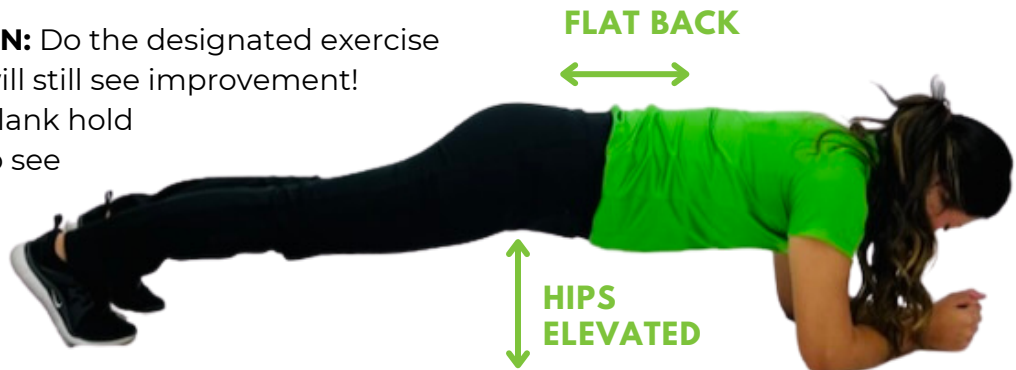 N: Do the designated exercise
ill still see improvement!
lank hold
see
FLAT BACK
HIPS
ELEVATED